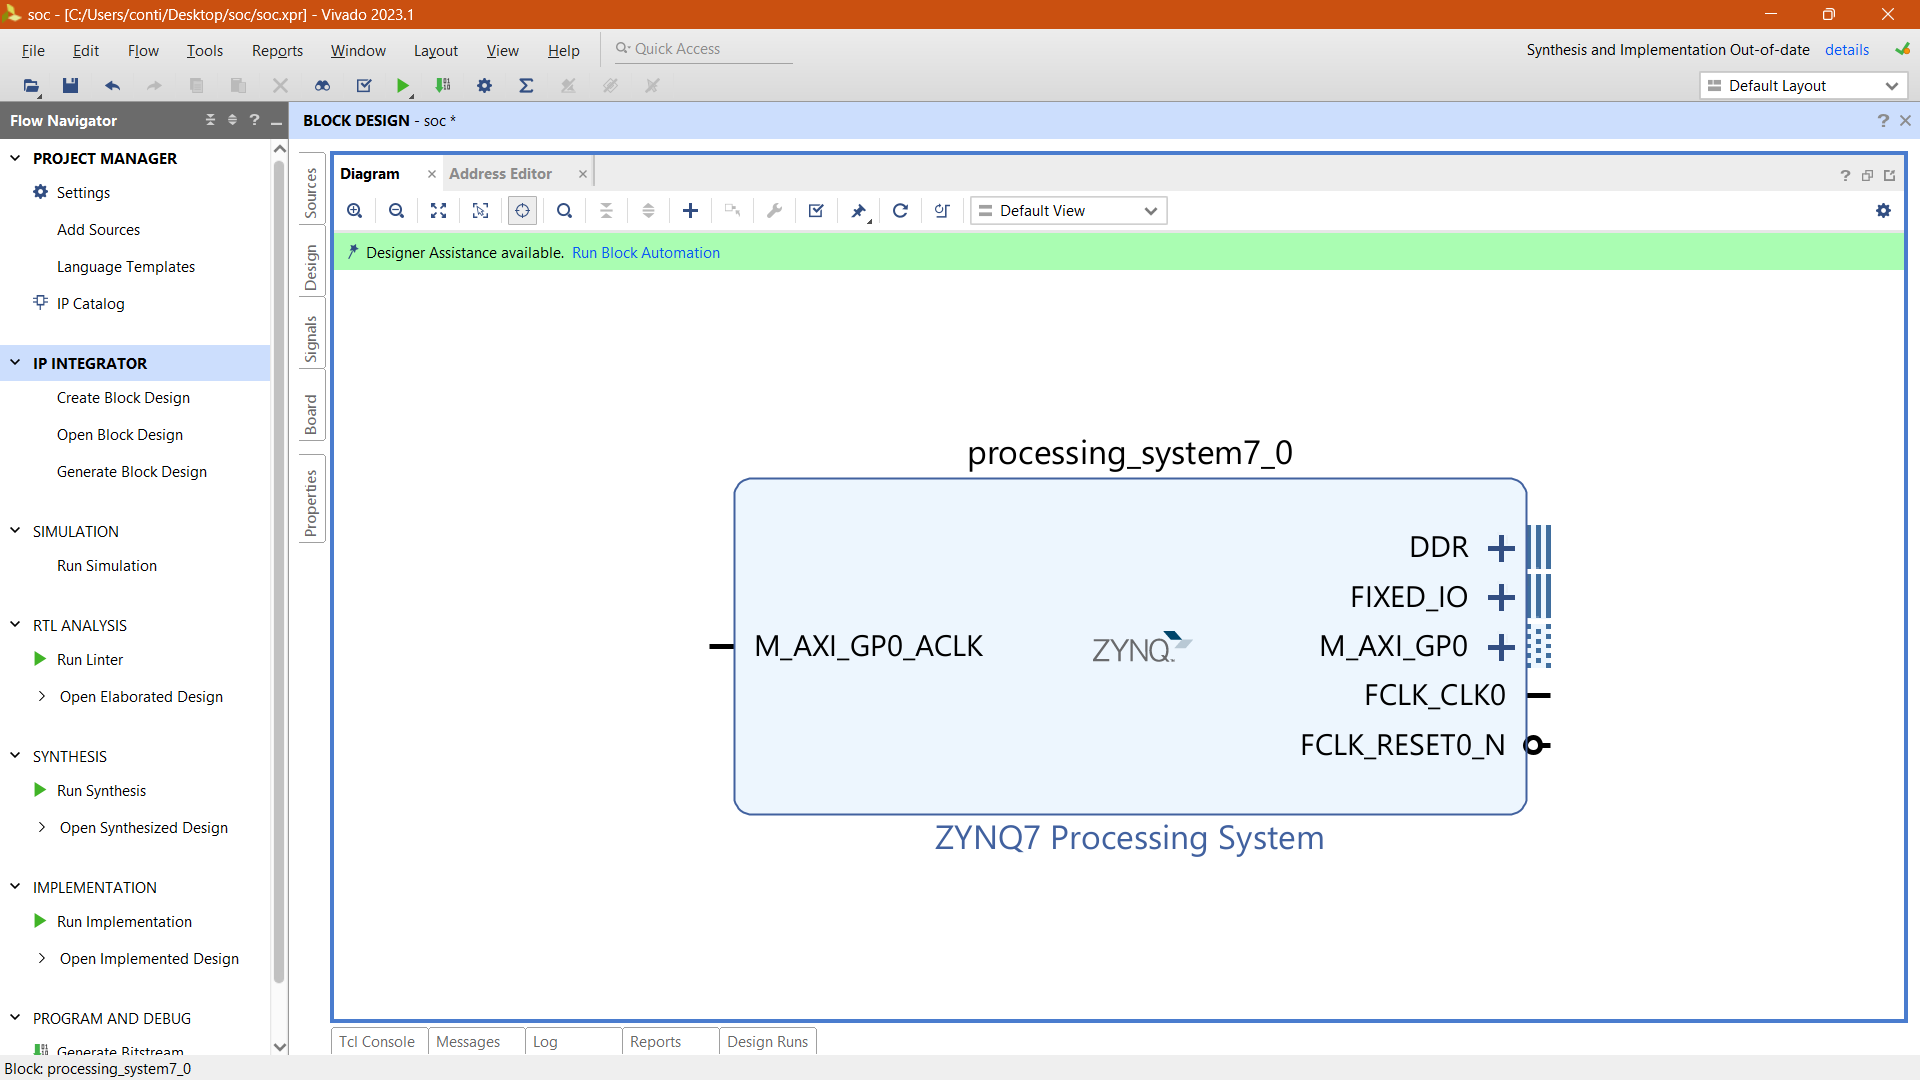 soc - [C:/Users/conti/Desktop/soc/soc.xpr] - Vivado 2023.1
File Edit Flow Tools Reports Window Layout View Help Quick Access
Synthesis and Implementation Out-of-date details
Default Layout
Flow Navigator
?
BLOCK DESIGN - soc *
?
PROJECT MANAGER
Settings
Add Sources
Language Templates
IP Catalog
IP INTEGRATOR
Create Block Design
Open Block Design
Generate Block Design
SIMULATION
Run Simulation
RTL ANALYSIS
Run Linter
Open Elaborated Design
SYNTHESIS
Run Synthesis
Open Synthesized Design
IMPLEMENTATION
Run Implementation
Open Implemented Design
PROGRAM AND DEBUG
Generate Bitstream
Sources
Design
Signals
Board
Properties
Diagram
Address Editor
?
Default View
Designer Assistance available. Run Block Automation
processing_system7_0
DDR
FIXED_IO
M_AXI_GP0_ACLK
ZYNQ
M_AXI_GP0
FCLK_CLK0
FCLK_RESET0_N
ZYNQ7 Processing System
Tcl Console
Messages
Log
Reports
Design Runs
Block: processing_system7_0